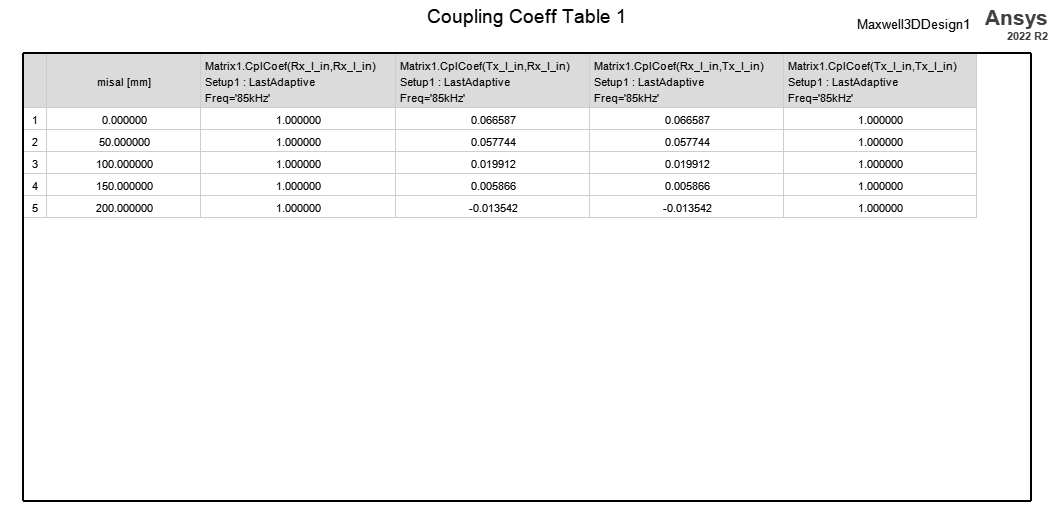 Coupling Coeff Table 1
Maxwell3DDesign1
Ansys
2022 R2
misal [mm] Matrix1.CplCoef(Rx_I_in,Rx_I_in) Setup1 : LastAdaptive Freq='85kHz' Matrix1.CplCoef(Tx_I_in,Rx_I_in) Setup1 : LastAdaptive Freq='85kHz' Matrix1.CplCoef(Rx_I_in,Tx_I_in) Setup1 : LastAdaptive Freq='85kHz' Matrix1.CplCoef(Tx_I_in,Tx_I_in) Setup1 : LastAdaptive Freq='85kHz'
1 0.000000 1.000000 0.066587 0.066587 1.000000
2 50.000000 1.000000 0.057744 0.057744 1.000000
3 100.000000 1.000000 0.019912 0.019912 1.000000
4 150.000000 1.000000 0.005866 0.005866 1.000000
5 200.000000 1.000000 -0.013542 -0.013542 1.000000